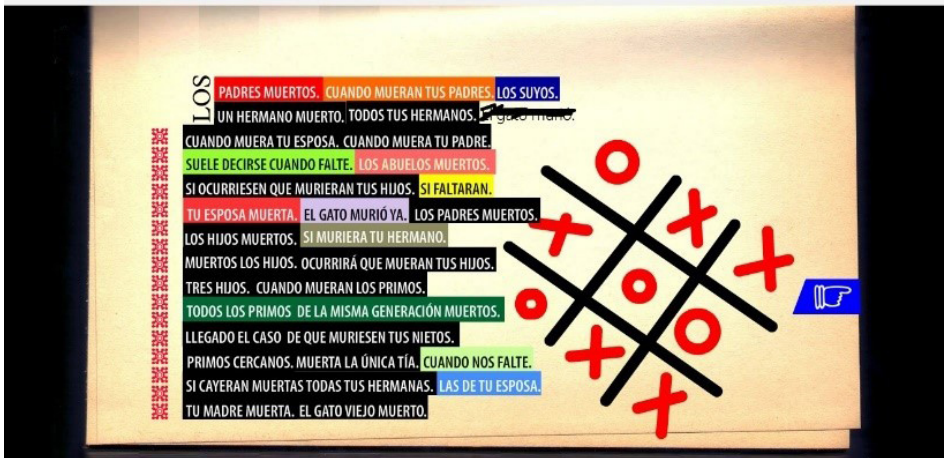 LOS PADRES MUERTOS. CUANDO MUERAN TUS PADRES. LOS SUYOS.
UN HERMANO MUERTO. TODOS TUS HERMANOS. El gato
CUANDO MUERA TU ESPOSA. CUANDO MUERA TU PADRE.
SUELE DECIRSE CUANDO FALTE. LOS ABUELOS MUERTOS.
SI OCURRIESEN QUE MURIERAN TUS HIJOS. SI FALTARAN.
TU ESPOSA MUERTA. EL GATO MURIÓ YA. LOS PADRES MUERTOS.
LOS HIJOS MUERTOS. SI MURIERA TU HERMANO.
MUERTOS LOS HIJOS. OCURRIRÁ QUE MUERAN TUS HIJOS.
TRES HIJOS. CUANDO MUERAN LOS PRIMOS.
TODOS LOS PRIMOS DE LA MISMA GENERACIÓN MUERTOS.
LLEGADO EL CASO DE QUE MURIESEN TUS NIETOS.
PRIMOS CERCANOS. MUERTA LA ÚNICA TÍA. CUANDO NOS FALTE.
SI CAYERAN MUERTAS TODAS TUS HERMANAS. LAS DE TU ESPOSA.
TU MADRE MUERTA. EL GATO VIEJO MUERTO.